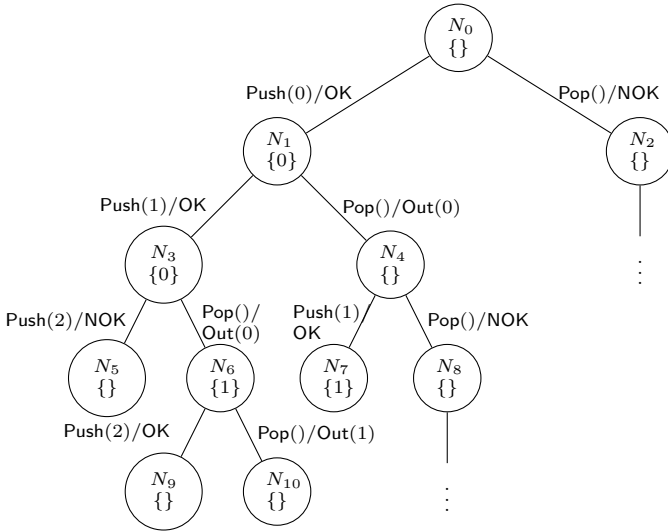 N0
{}
Push(0)/OK
Pop()/NOK
N1
{0}
N2
{}
Push(1)/OK
Pop()/Out(0)
N3
{0}
N4
{}
⋮
Push(2)/NOK
Pop()/
Out(0)
Push(1)/
OK
Pop()/NOK
N5
{}
N6
{1}
N7
{1}
N8
{}
Push(2)/OK
Pop()/Out(1)
N9
{}
N10
{}
⋮